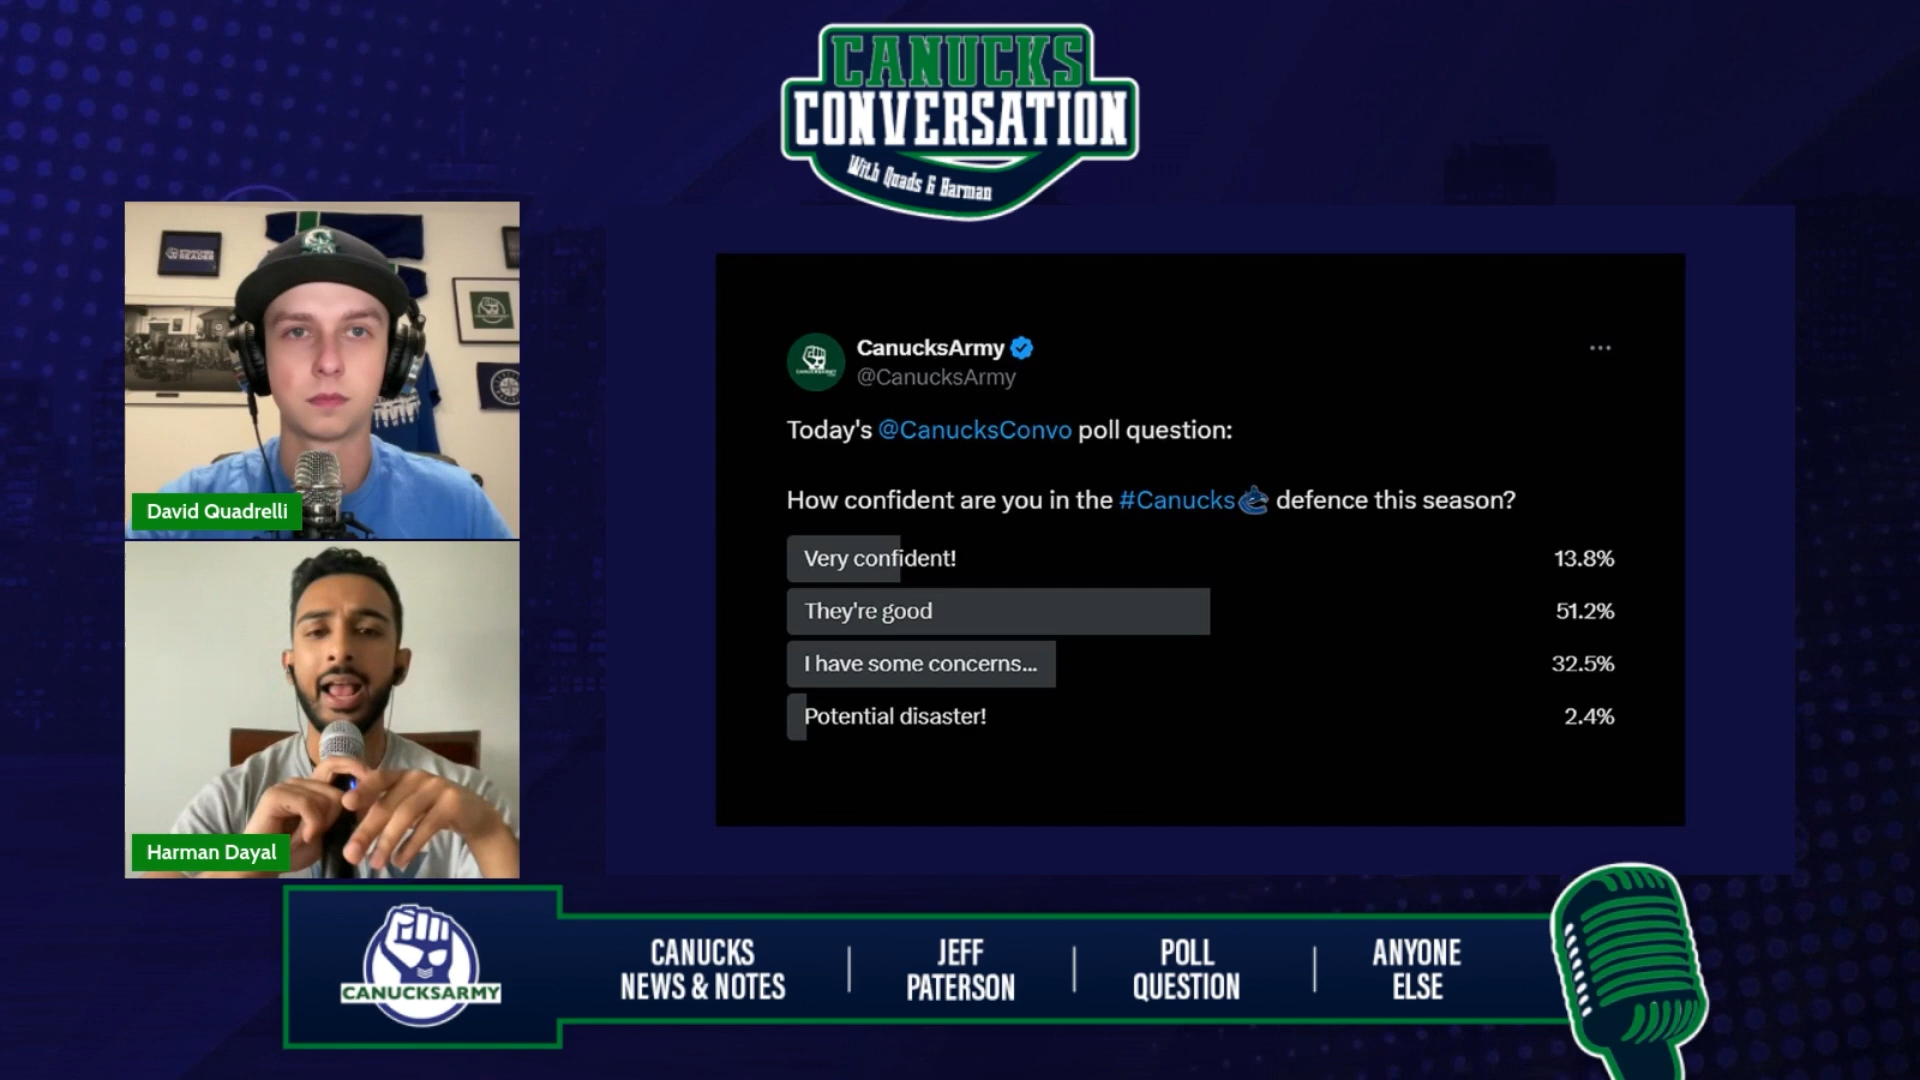 CANUCKS
CONVERSATION
With Quads & Harman
David Quadrelli
Harman Dayal
CanucksArmy
@CanucksArmy
Today's @CanucksConvo poll question:
How confident are you in the #Canucks defence this season?
Very confident! 13.8%
They're good 51.2%
I have some concerns... 32.5%
Potential disaster! 2.4%
CANUCKSARMY
CANUCKS
NEWS & NOTES
JEFF
PATERSON
POLL
QUESTION
ANYONE
ELSE